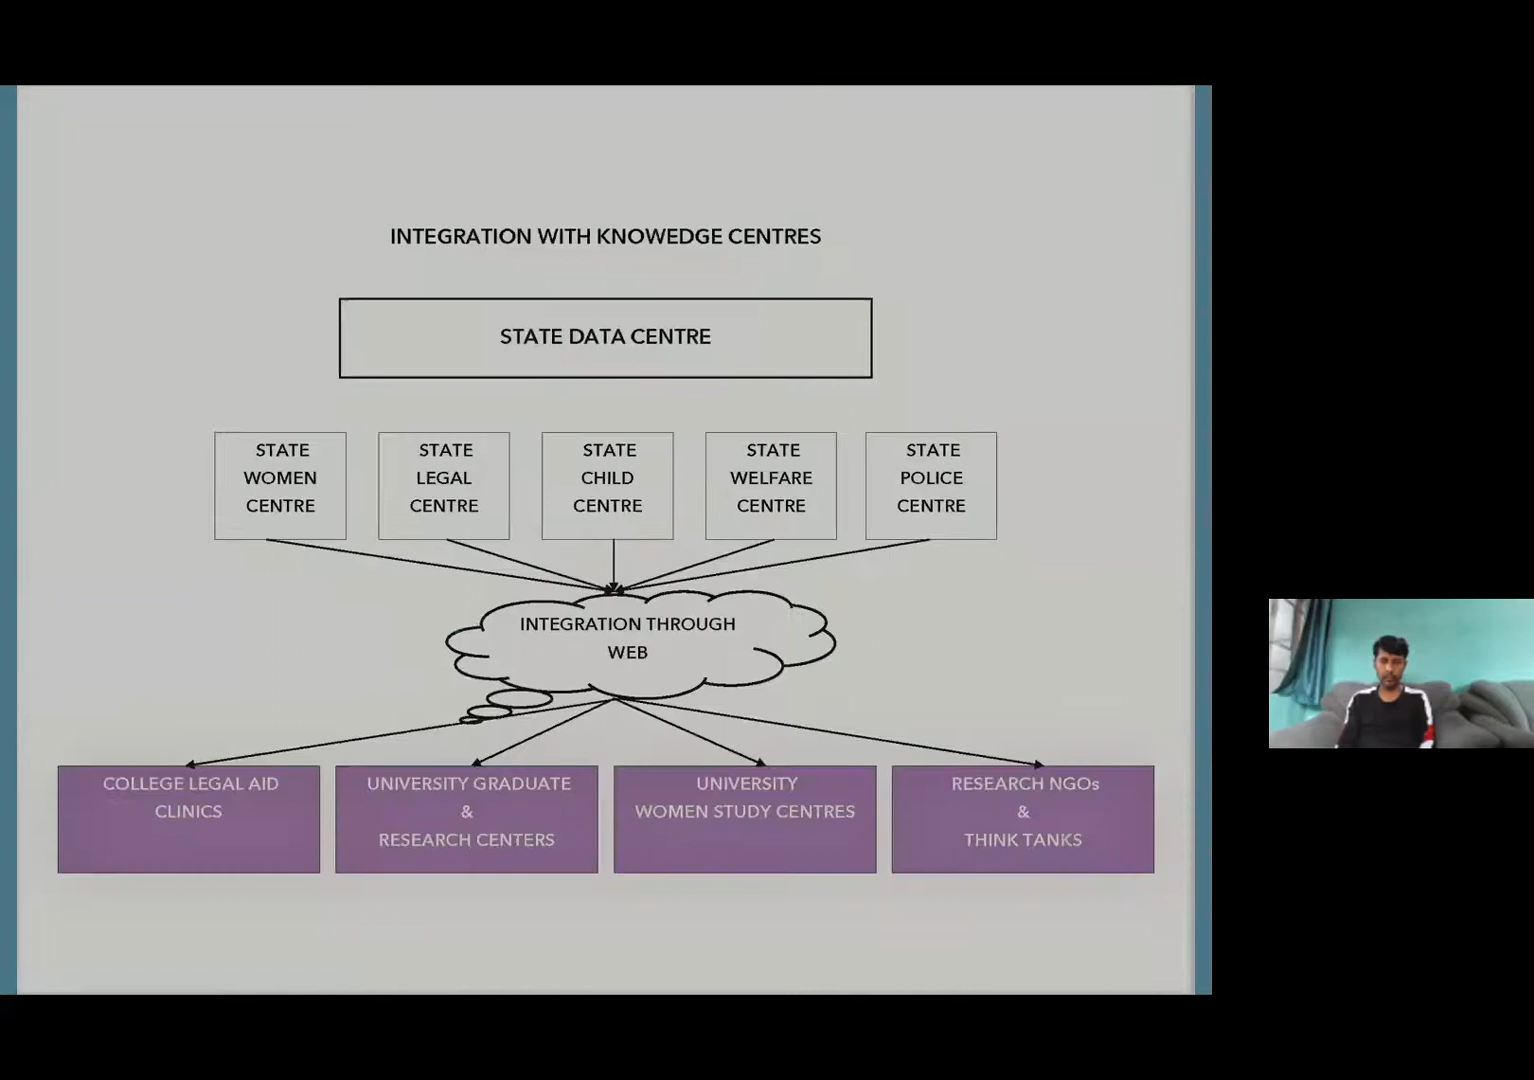 INTEGRATION WITH KNOWEDGE CENTRES
STATE DATA CENTRE
STATE
WOMEN
CENTRE
STATE
LEGAL
CENTRE
STATE
CHILD
CENTRE
STATE
WELFARE
CENTRE
STATE
POLICE
CENTRE
INTEGRATION THROUGH
WEB
COLLEGE LEGAL AID
CLINICS
UNIVERSITY GRADUATE
&
RESEARCH CENTERS
UNIVERSITY
WOMEN STUDY CENTRES
RESEARCH NGOs
&
THINK TANKS